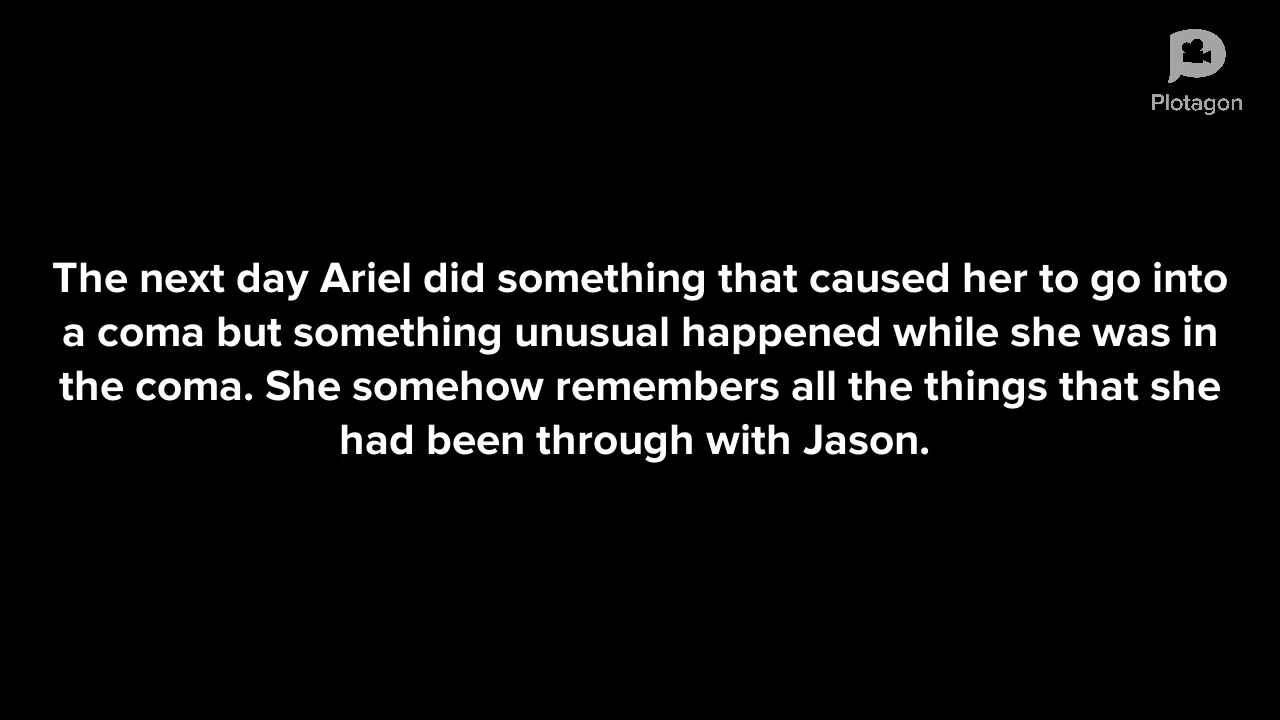 Plotagon
The next day Ariel did something that caused her to go into
a coma but something unusual happened while she was in
the coma. She somehow remembers all the things that she
had been through with Jason.